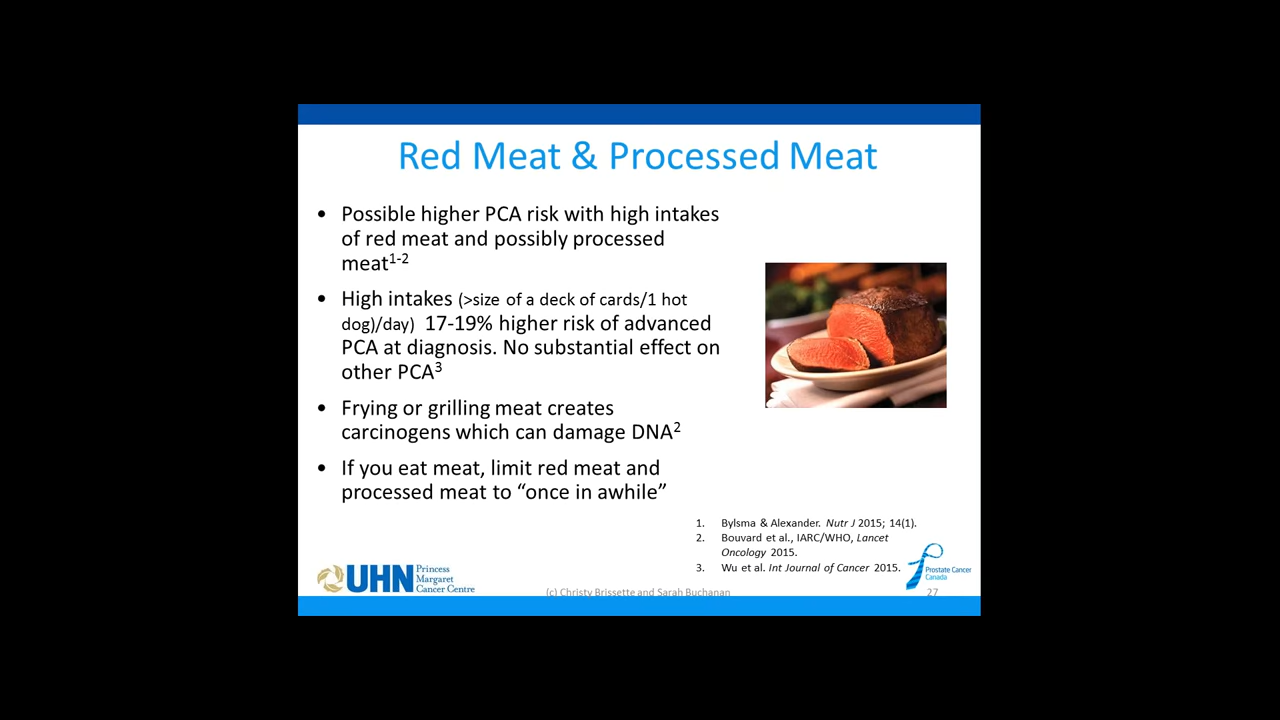 Red Meat & Processed Meat
• Possible higher PCA risk with high intakes
of red meat and possibly processed
meat1-2
• High intakes (>size of a deck of cards/1 hot
dog)/day) 17-19% higher risk of advanced
PCA at diagnosis. No substantial effect on
other PCA3
• Frying or grilling meat creates
carcinogens which can damage DNA2
• If you eat meat, limit red meat and
processed meat to “once in awhile”
1. Bylsma & Alexander. Nutr J 2015; 14(1).
2. Bouvard et al., IARC/WHO, Lancet
Oncology 2015.
3. Wu et al. Int Journal of Cancer 2015.
UHN
Princess
Margaret
Cancer Centre
(c) Christy Brissette and Sarah Buchanan
Prostate Cancer
Canada
27